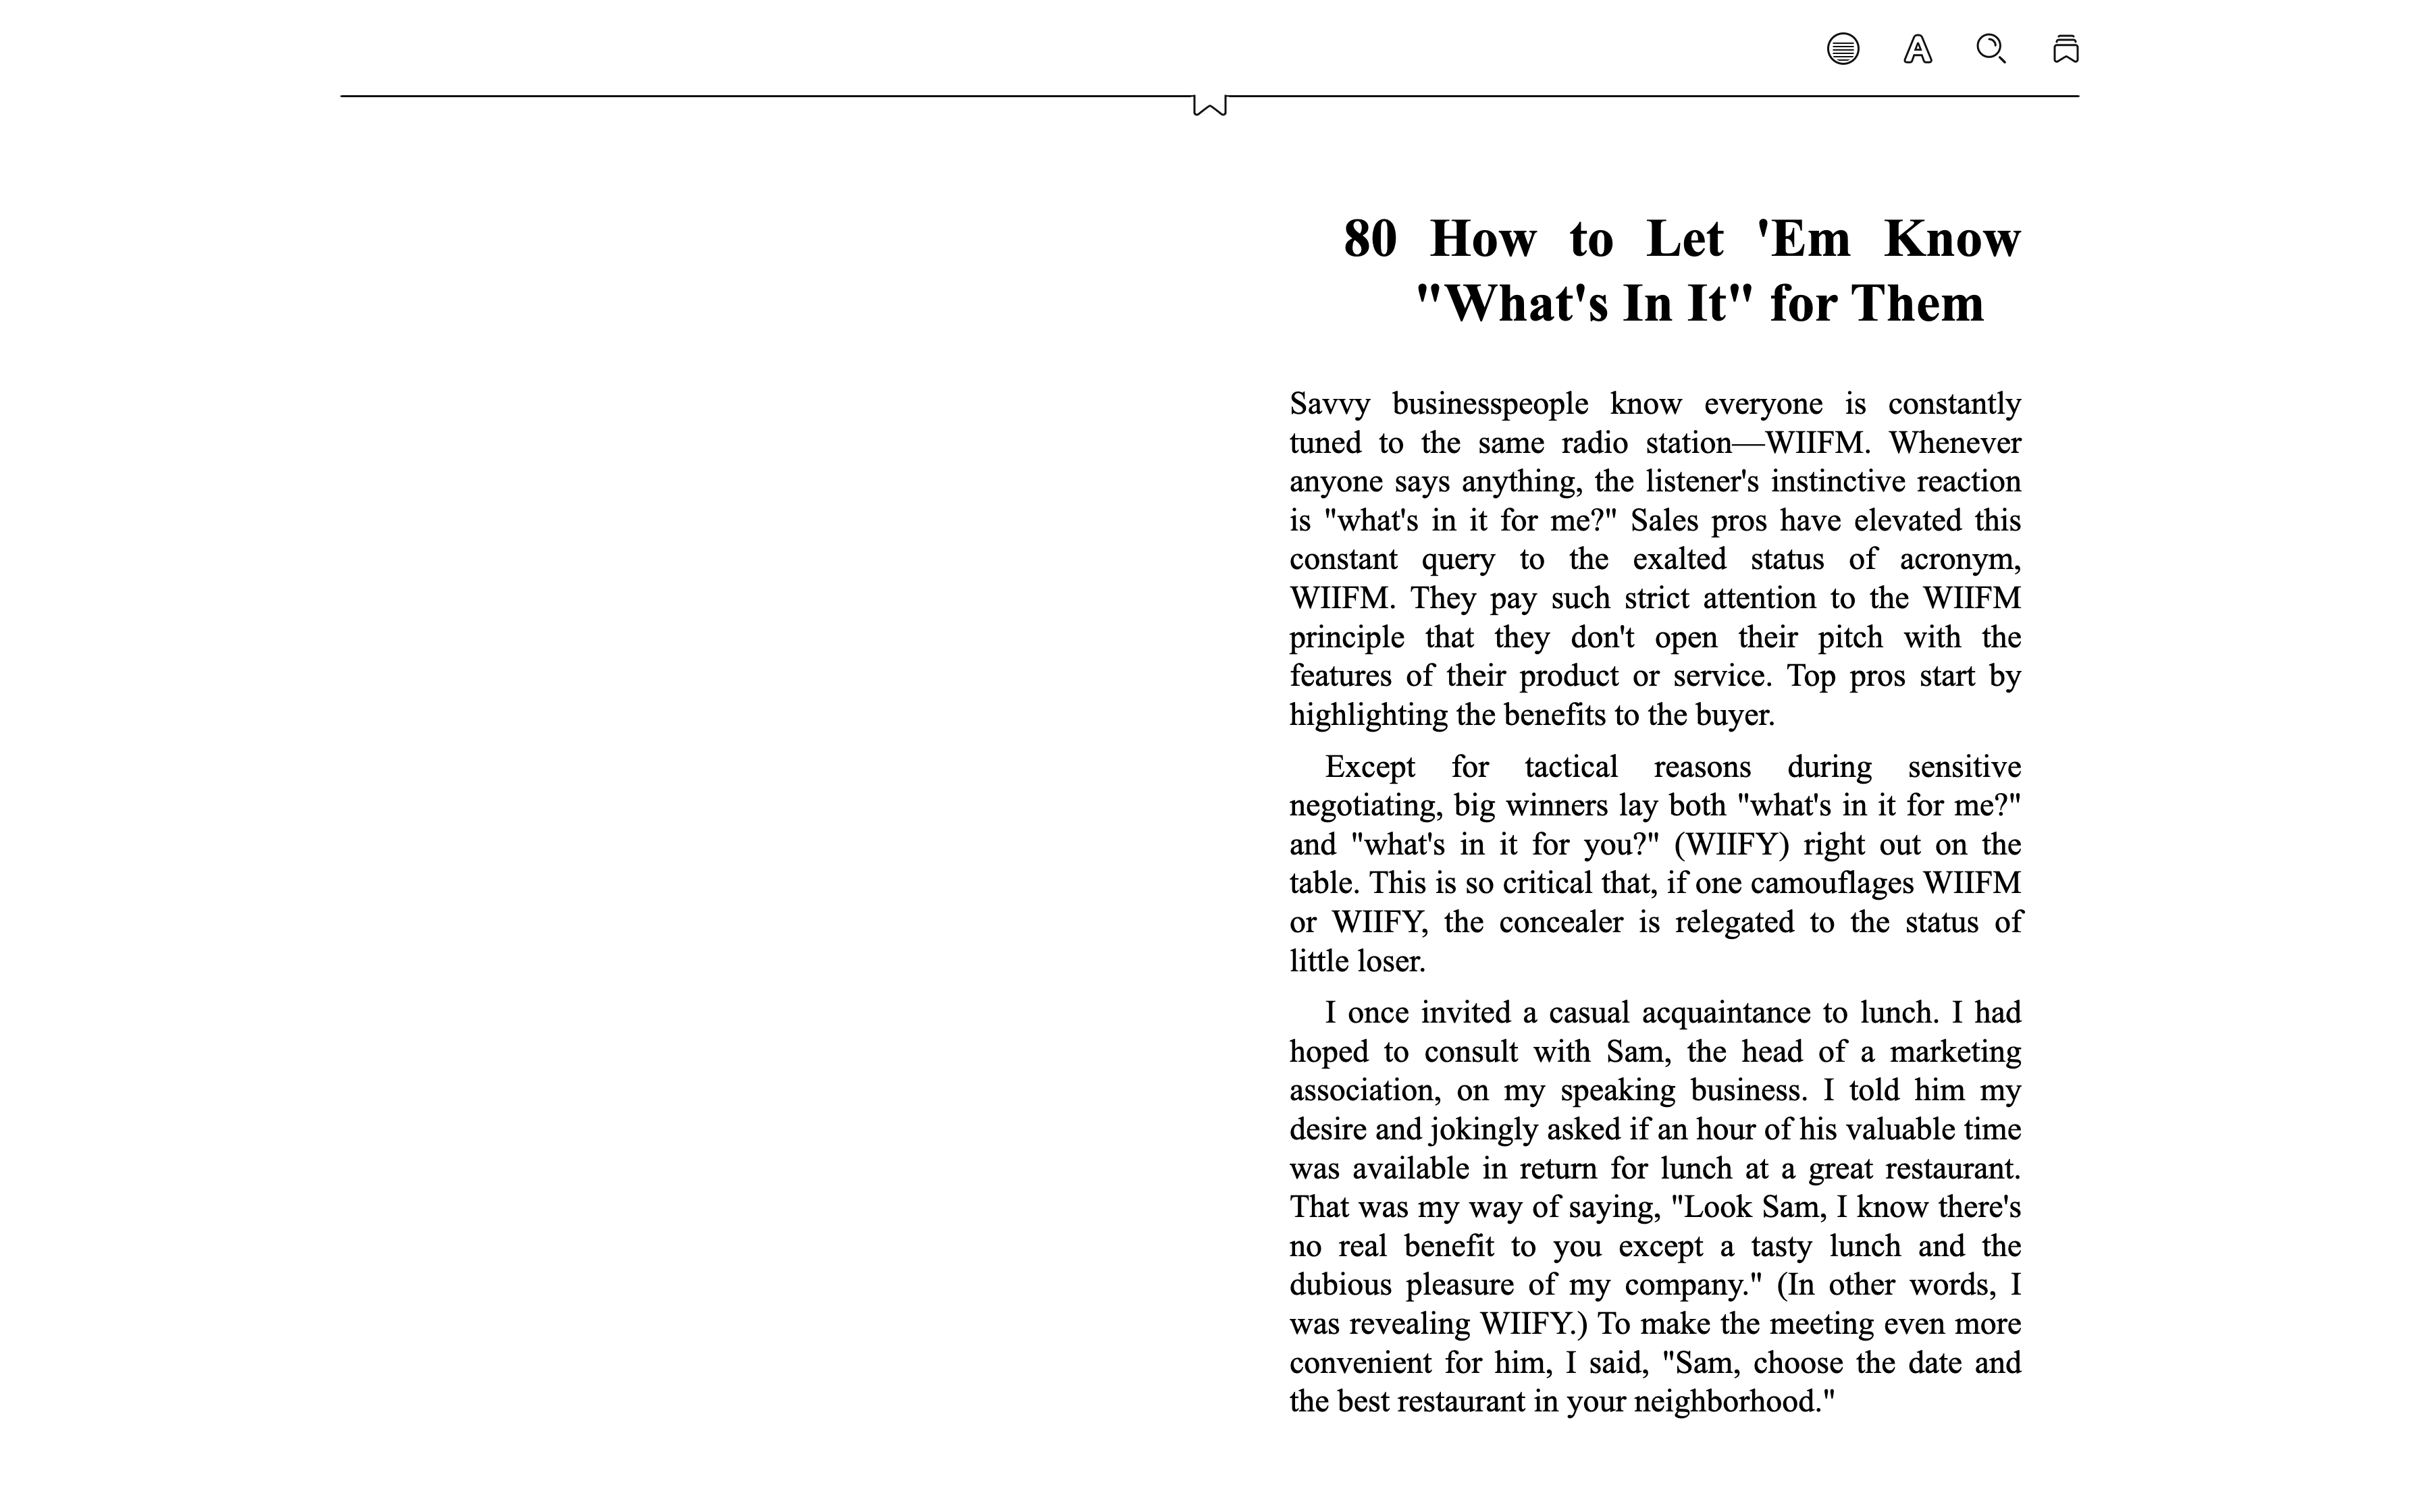 80 How to Let 'Em Know
"What's In It" for Them
Savvy businesspeople know everyone is constantly
tuned to the same radio station—WIIFM. Whenever
anyone says anything, the listener's instinctive reaction
is "what's in it for me?" Sales pros have elevated this
constant query to the exalted status of acronym,
WIIFM. They pay such strict attention to the WIIFM
principle that they don't open their pitch with the
features of their product or service. Top pros start by
highlighting the benefits to the buyer.
Except for tactical reasons during sensitive
negotiating, big winners lay both "what's in it for me?"
and "what's in it for you?" (WIIFY) right out on the
table. This is so critical that, if one camouflages WIIFM
or WIIFY, the concealer is relegated to the status of
little loser.
I once invited a casual acquaintance to lunch. I had
hoped to consult with Sam, the head of a marketing
association, on my speaking business. I told him my
desire and jokingly asked if an hour of his valuable time
was available in return for lunch at a great restaurant.
That was my way of saying, "Look Sam, I know there's
no real benefit to you except a tasty lunch and the
dubious pleasure of my company." (In other words, I
was revealing WIIFY.) To make the meeting even more
convenient for him, I said, "Sam, choose the date and
the best restaurant in your neighborhood."